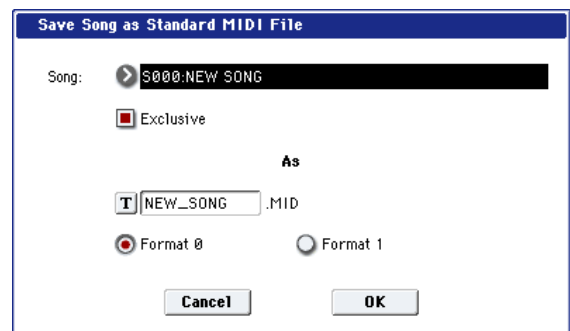 Save Song as Standard MIDI File
Song: S000:NEW SONG
Exclusive
As
T NEW_SONG .MID
Format 0 Format 1
Cancel OK